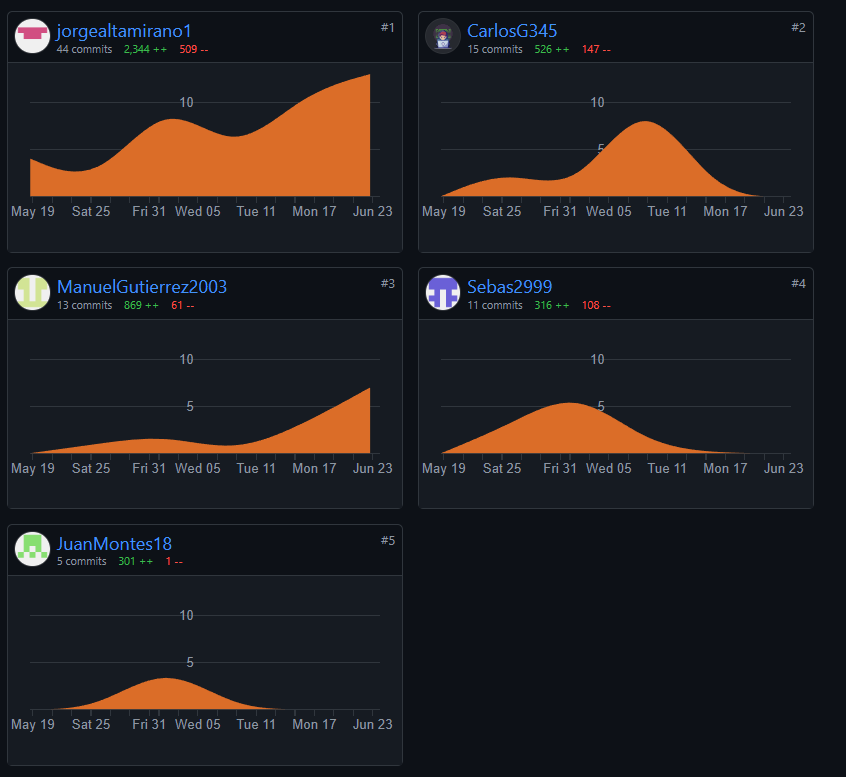 jorgealtamirano1 #1
44 commits 2,344 ++ 509 --
10
May 19 Sat 25 Fri 31 Wed 05 Tue 11 Mon 17 Jun 23
CarlosG345 #2
15 commits 526 ++ 147 --
10
5
May 19 Sat 25 Fri 31 Wed 05 Tue 11 Mon 17 Jun 23
ManuelGutierrez2003 #3
13 commits 869 ++ 61 --
10
5
May 19 Sat 25 Fri 31 Wed 05 Tue 11 Mon 17 Jun 23
Sebas2999 #4
11 commits 316 ++ 108 --
10
5
May 19 Sat 25 Fri 31 Wed 05 Tue 11 Mon 17 Jun 23
JuanMontes18 #5
5 commits 301 ++ 1 --
10
5
May 19 Sat 25 Fri 31 Wed 05 Tue 11 Mon 17 Jun 23